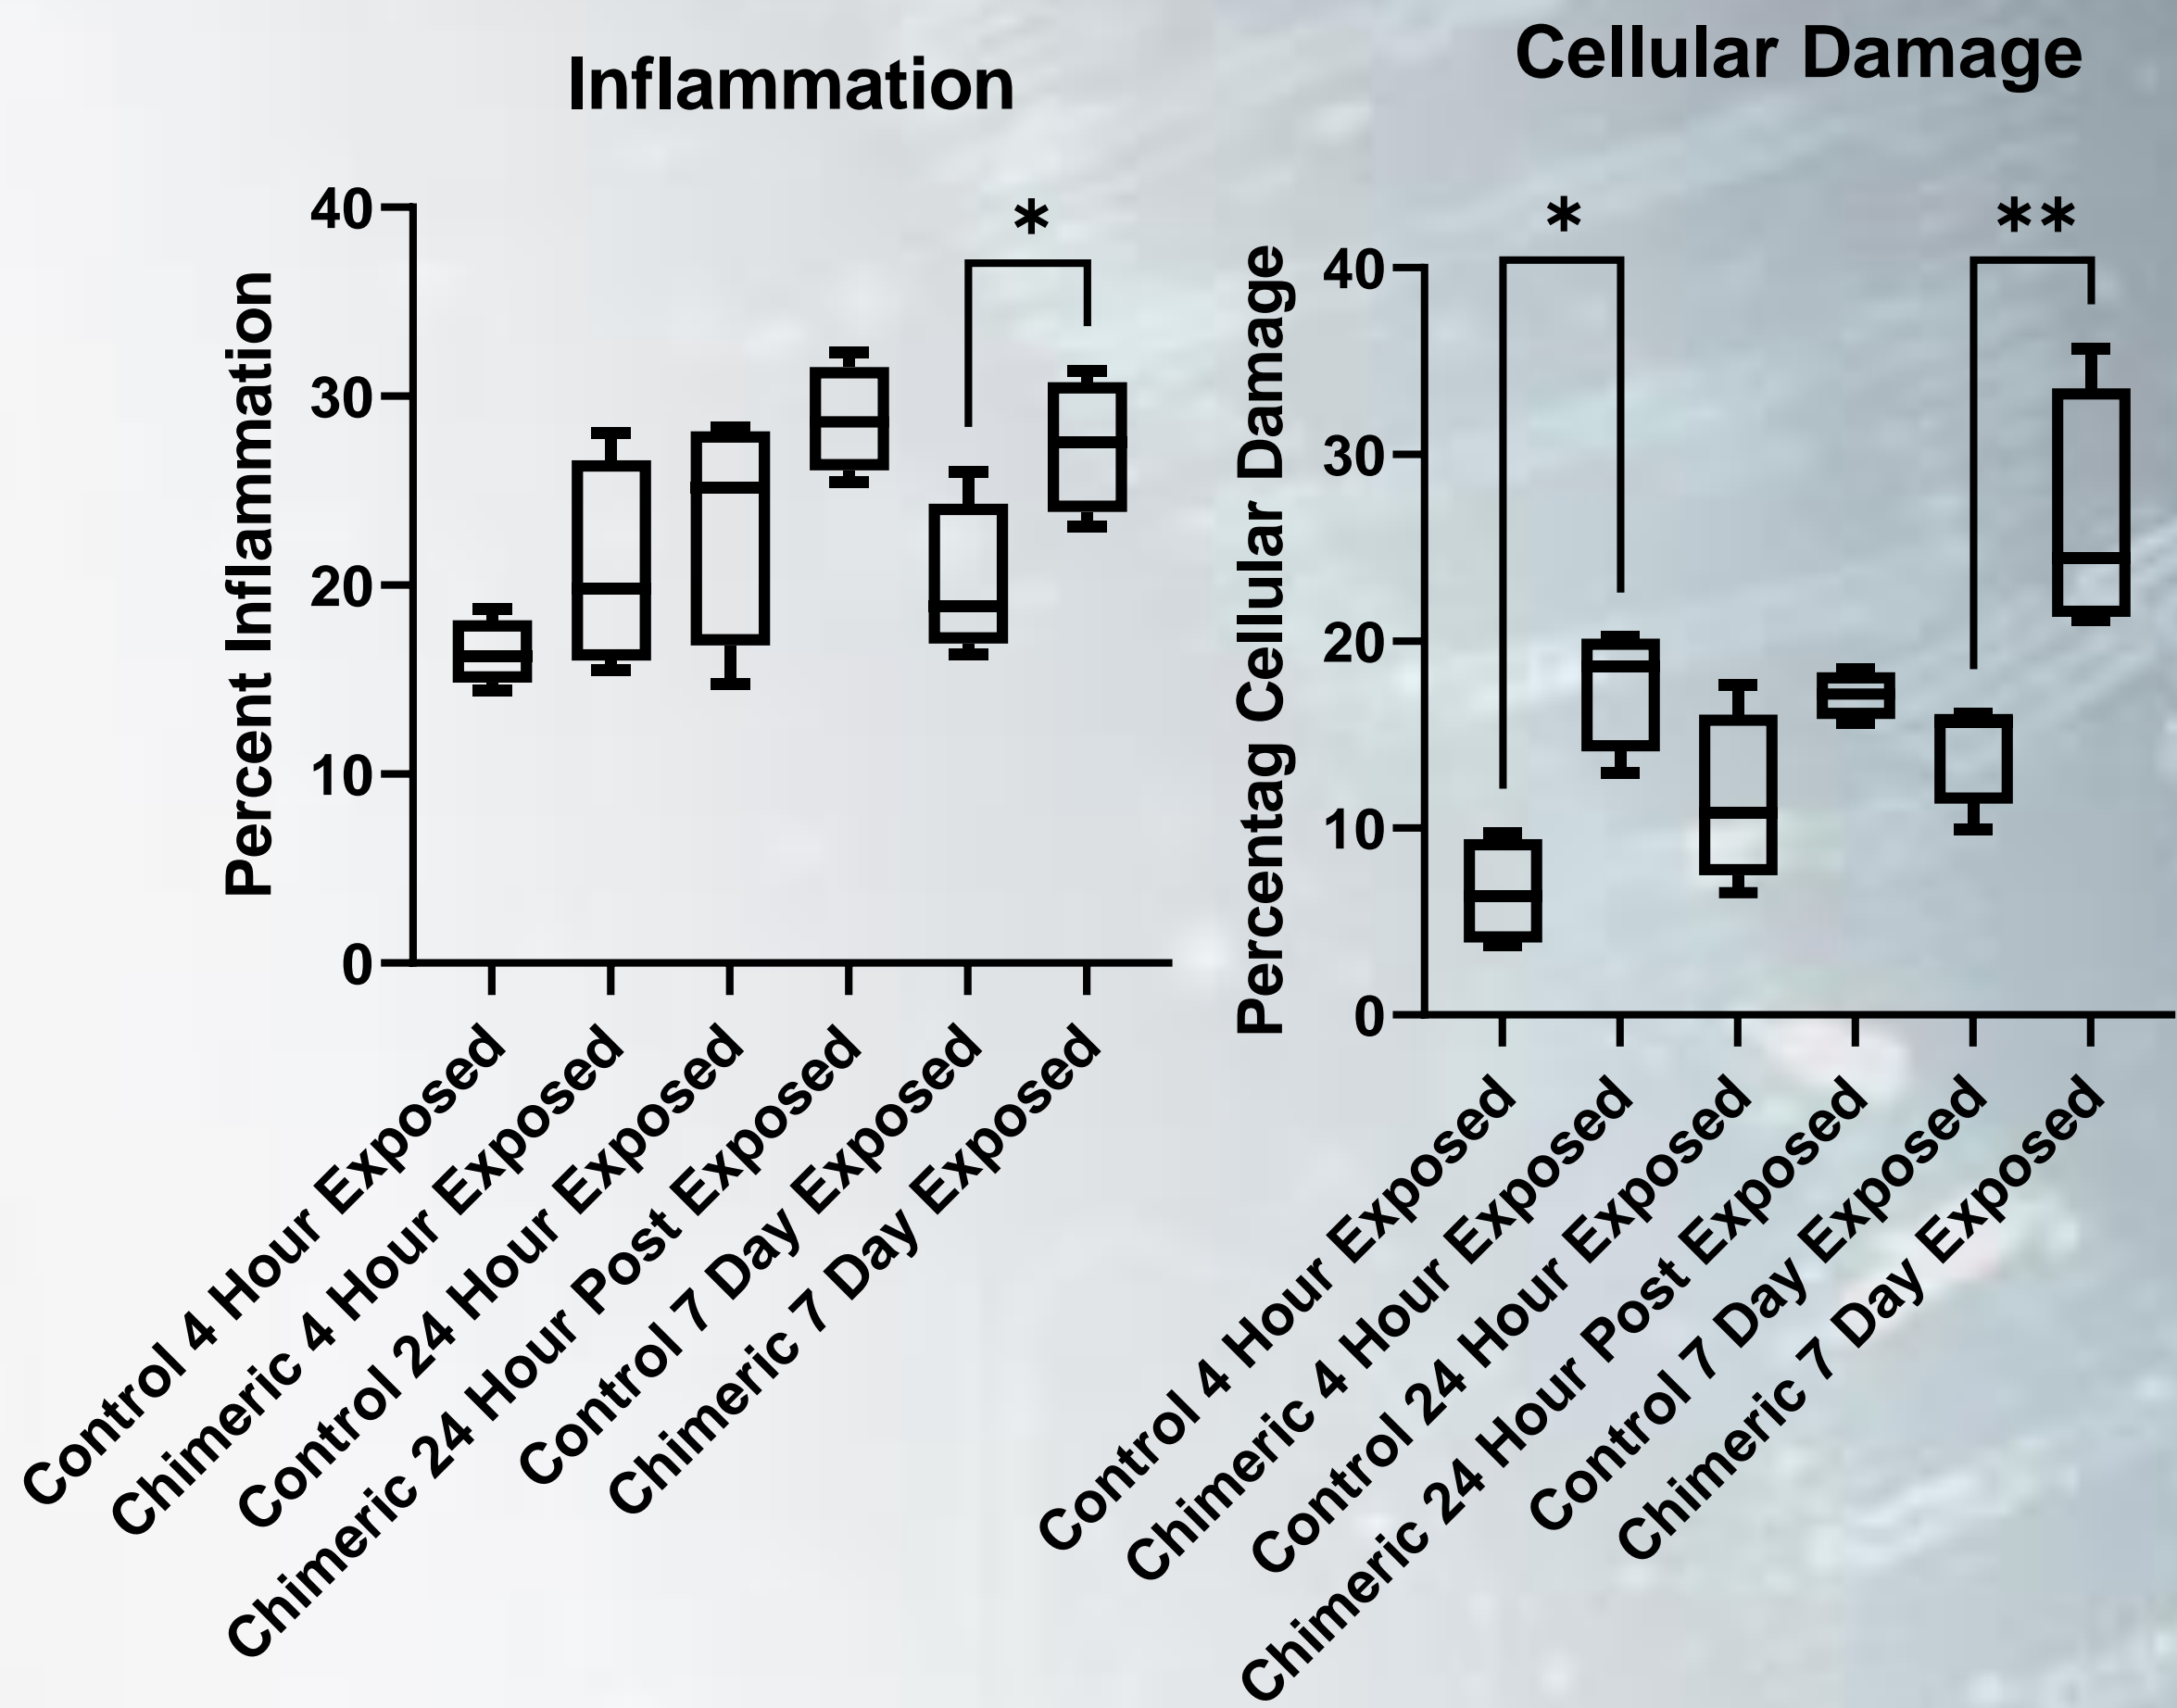 Inflammation
*
Percent Inflammation
40
30
20
10
0
Control 4 Hour Exposed
Chimeric 4 Hour Exposed
Control 24 Hour Exposed
Chimeric 24 Hour Post Exposed
Control 7 Day Exposed
Chimeric 7 Day Exposed
Cellular Damage
*
**
Percentag Cellular Damage
40
30
20
10
0
Control 4 Hour Exposed
Chimeric 4 Hour Exposed
Control 24 Hour Exposed
Chimeric 24 Hour Post Exposed
Control 7 Day Exposed
Chimeric 7 Day Exposed